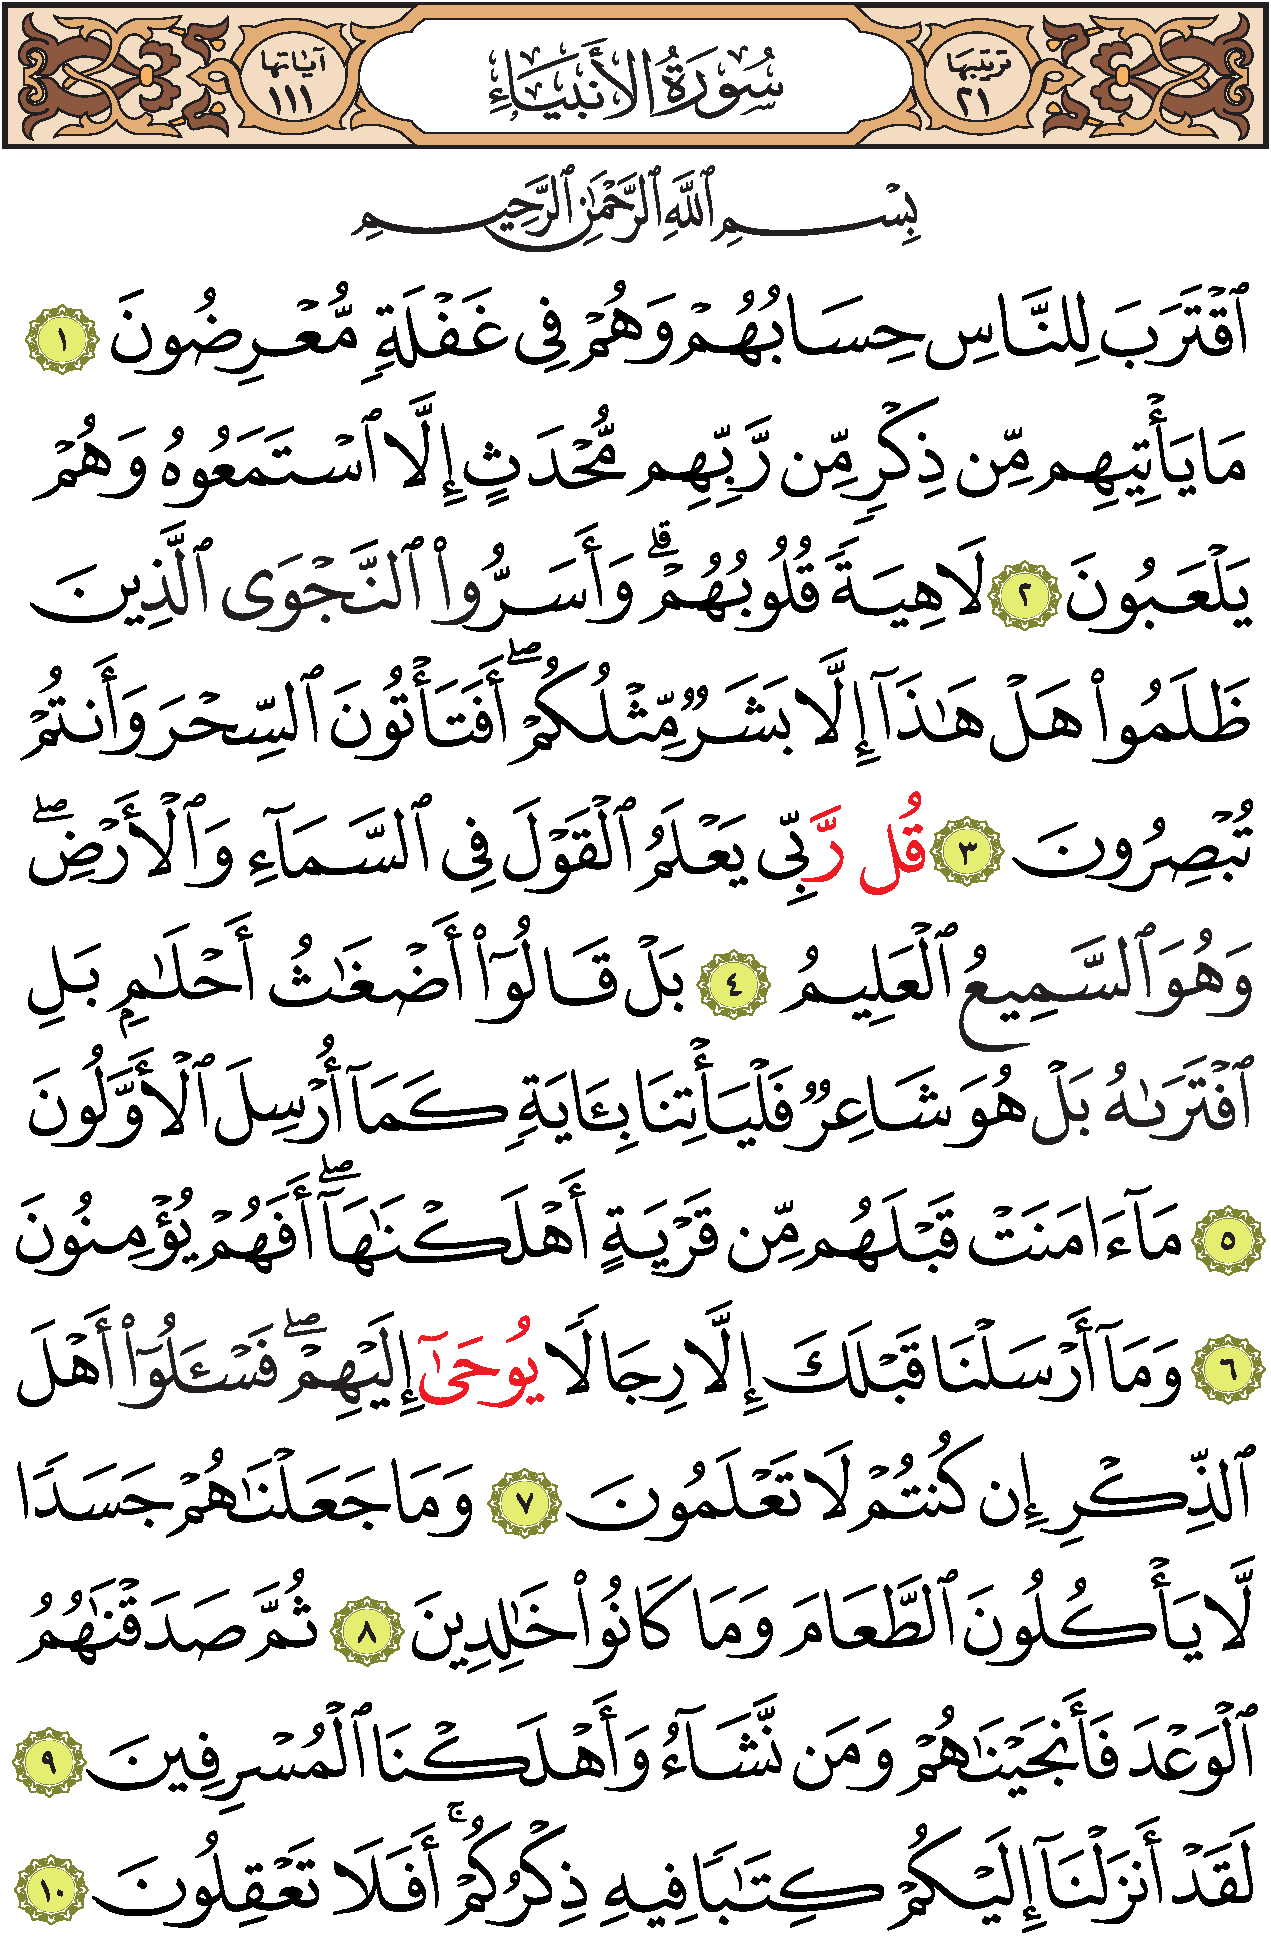 ترتيبها ٢١ سُورَةُ الأَنبِيَاءِ آياتها ١١١
بِسْمِ ٱللَّهِ ٱلرَّحْمَٰنِ ٱلرَّحِيمِ
ٱقْتَرَبَ لِلنَّاسِ حِسَابُهُمْ وَهُمْ فِى غَفْلَةٍ مُّعْرِضُونَ ١
مَا يَأْتِيهِم مِّن ذِكْرٍ مِّن رَّبِّهِم مُّحْدَثٍ إِلَّا ٱسْتَمَعُوهُ وَهُمْ
يَلْعَبُونَ ٢ لَاهِيَةً قُلُوبُهُمْ ۗ وَأَسَرُّوا۟ ٱلنَّجْوَى ٱلَّذِينَ
ظَلَمُوا۟ هَلْ هَٰذَآ إِلَّا بَشَرٌ مِّثْلُكُمْ ۖ أَفَتَأْتُونَ ٱلسِّحْرَ وَأَنتُمْ
تُبْصِرُونَ ٣ قُل رَّبِّى يَعْلَمُ ٱلْقَوْلَ فِى ٱلسَّمَآءِ وَٱلْأَرْضِ ۖ
وَهُوَ ٱلسَّمِيعُ ٱلْعَلِيمُ ٤ بَلْ قَالُوٓا۟ أَضْغَٰثُ أَحْلَٰمٍۭ بَلِ
ٱفْتَرَىٰهُ بَلْ هُوَ شَاعِرٌ فَلْيَأْتِنَا بِـَٔايَةٍ كَمَآ أُرْسِلَ ٱلْأَوَّلُونَ
٥ مَآ ءَامَنَتْ قَبْلَهُم مِّن قَرْيَةٍ أَهْلَكْنَٰهَآ ۖ أَفَهُمْ يُؤْمِنُونَ
٦ وَمَآ أَرْسَلْنَا قَبْلَكَ إِلَّا رِجَالًا يُوحَىٰٓ إِلَيْهِمْ ۖ فَسْـَٔلُوٓا۟ أَهْلَ
ٱلذِّكْرِ إِن كُنتُمْ لَا تَعْلَمُونَ ٧ وَمَا جَعَلْنَٰهُمْ جَسَدًا
لَّا يَأْكُلُونَ ٱلطَّعَامَ وَمَا كَانُوا۟ خَٰلِدِينَ ٨ ثُمَّ صَدَقْنَٰهُمُ
ٱلْوَعْدَ فَأَنجَيْنَٰهُمْ وَمَن نَّشَآءُ وَأَهْلَكْنَا ٱلْمُسْرِفِينَ ٩
لَقَدْ أَنزَلْنَآ إِلَيْكُمْ كِتَٰبًا فِيهِ ذِكْرُكُمْ ۚ أَفَلَا تَعْقِلُونَ ١٠